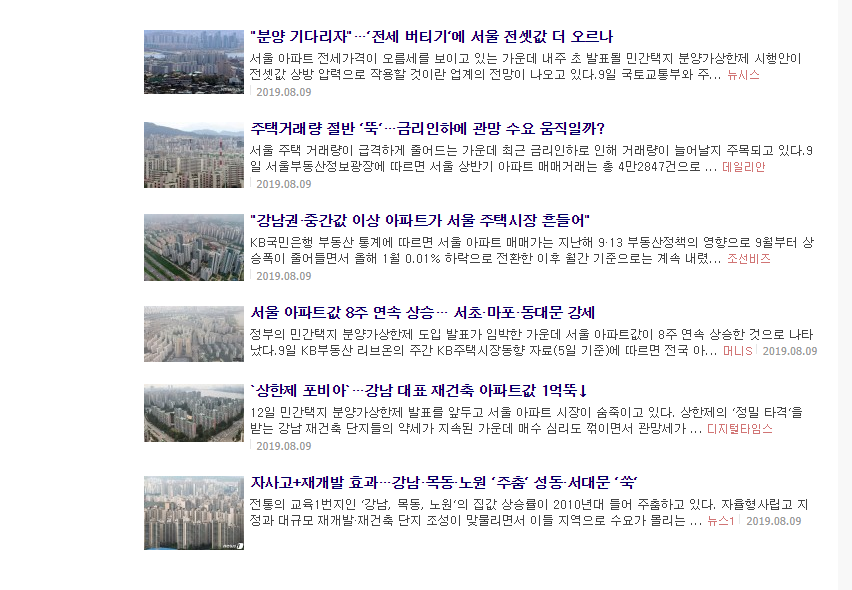 "분양 기다리자"…'전세 버티기'에 서울 전셋값 더 오르나
서울 아파트 전세가격이 오름세를 보이고 있는 가운데 내주 초 발표될 민간택지 분양가상한제 시행안이
전셋값 상방 압력으로 작용할 것이란 업계의 전망이 나오고 있다.9일 국토교통부와 주... 뉴시스
2019.08.09
주택거래량 절반 '뚝'…금리인하에 관망 수요 움직일까?
서울 주택 거래량이 급격하게 줄어드는 가운데 최근 금리인하로 인해 거래량이 늘어날지 주목되고 있다.9
일 서울부동산정보광장에 따르면 서울 상반기 아파트 매매거래는 총 4만2847건으로 ... 데일리안
2019.08.09
"강남권·중간값 이상 아파트가 서울 주택시장 흔들어"
KB국민은행 부동산 통계에 따르면 서울 아파트 매매가는 지난해 9·13 부동산정책의 영향으로 9월부터 상
승폭이 줄어들면서 올해 1월 0.01% 하락으로 전환한 이후 월간 기준으로는 계속 내렸... 조선비즈
2019.08.09
서울 아파트값 8주 연속 상승… 서초·마포·동대문 강세
정부의 민간택지 분양가상한제 도입 발표가 임박한 가운데 서울 아파트값이 8주 연속 상승한 것으로 나타
났다.9일 KB부동산 리브온의 주간 KB주택시장동향 자료(5일 기준)에 따르면 전국 아... 머니S 2019.08.09
`상한제 포비아`…강남 대표 재건축 아파트값 1억뚝↓
12일 민간택지 분양가상한제 발표를 앞두고 서울 아파트 시장이 숨죽이고 있다. 상한제의 '정밀 타격'을
받는 강남 재건축 단지들의 약세가 지속된 가운데 매수 심리도 꺾이면서 관망세가 ... 디지털타임스
2019.08.09
자사고+재개발 효과…강남·목동·노원 '주춤' 성동·서대문 '쑥'
전통의 교육1번지인 '강남, 목동, 노원'의 집값 상승률이 2010년대 들어 주춤하고 있다. 자율형사립고 지
정과 대규모 재개발·재건축 단지 조성이 맞물리면서 이들 지역으로 수요가 몰리는 ... 뉴스1 2019.08.09